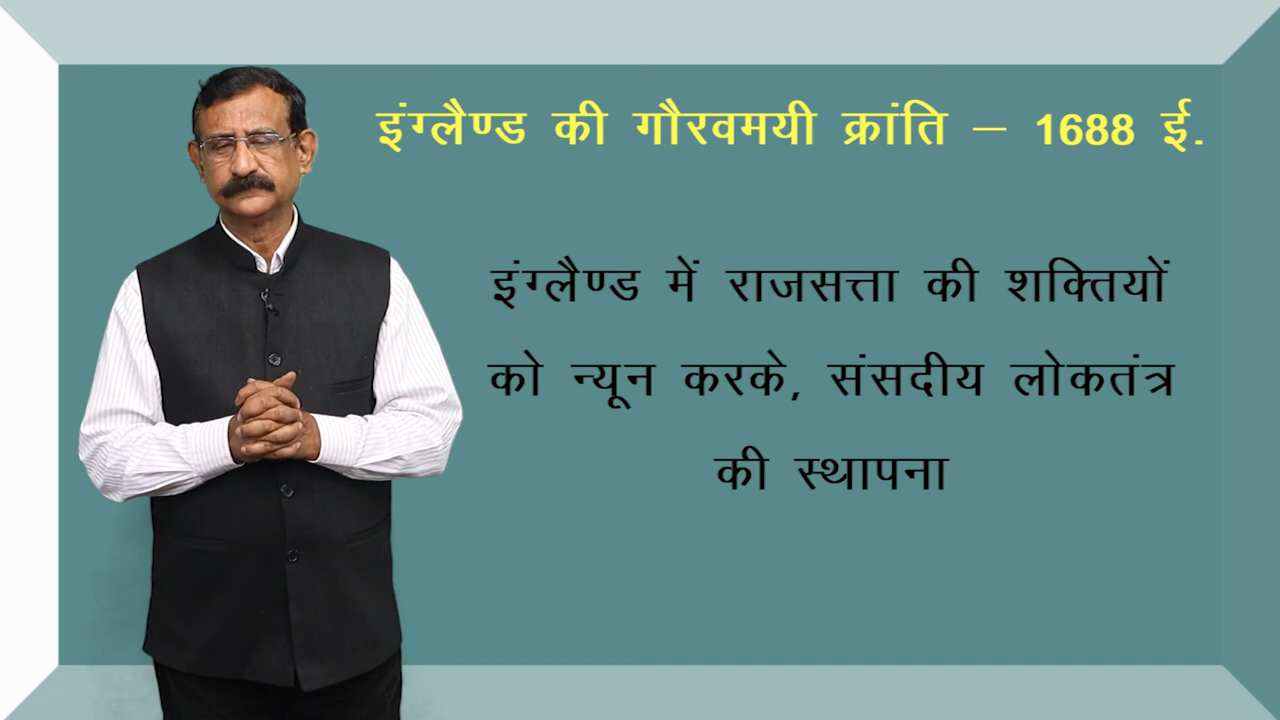 इंग्लैण्ड की गौरवमयी क्रांति – 1688 ई.
इंग्लैण्ड में राजसत्ता की शक्तियों
को न्यून करके, संसदीय लोकतंत्र
की स्थापना